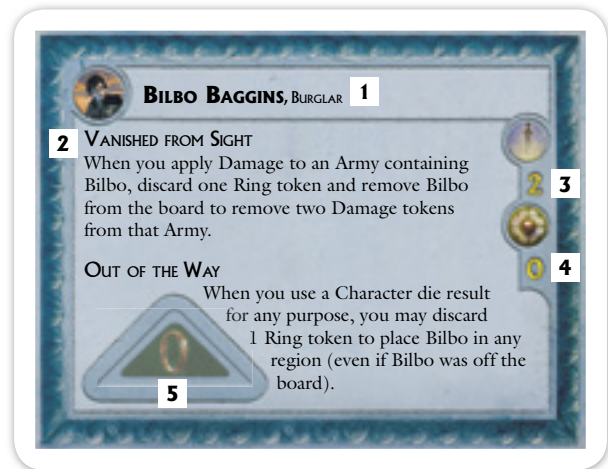 BILBO BAGGINS, BURGLAR 1
2 VANISHED FROM SIGHT
When you apply Damage to an Army containing
Bilbo, discard one Ring token and remove Bilbo
from the board to remove two Damage tokens
from that Army.
2 3
0 4
OUT OF THE WAY
When you use a Character die result
for any purpose, you may discard
1 Ring token to place Bilbo in any
region (even if Bilbo was off the
board).
0
5